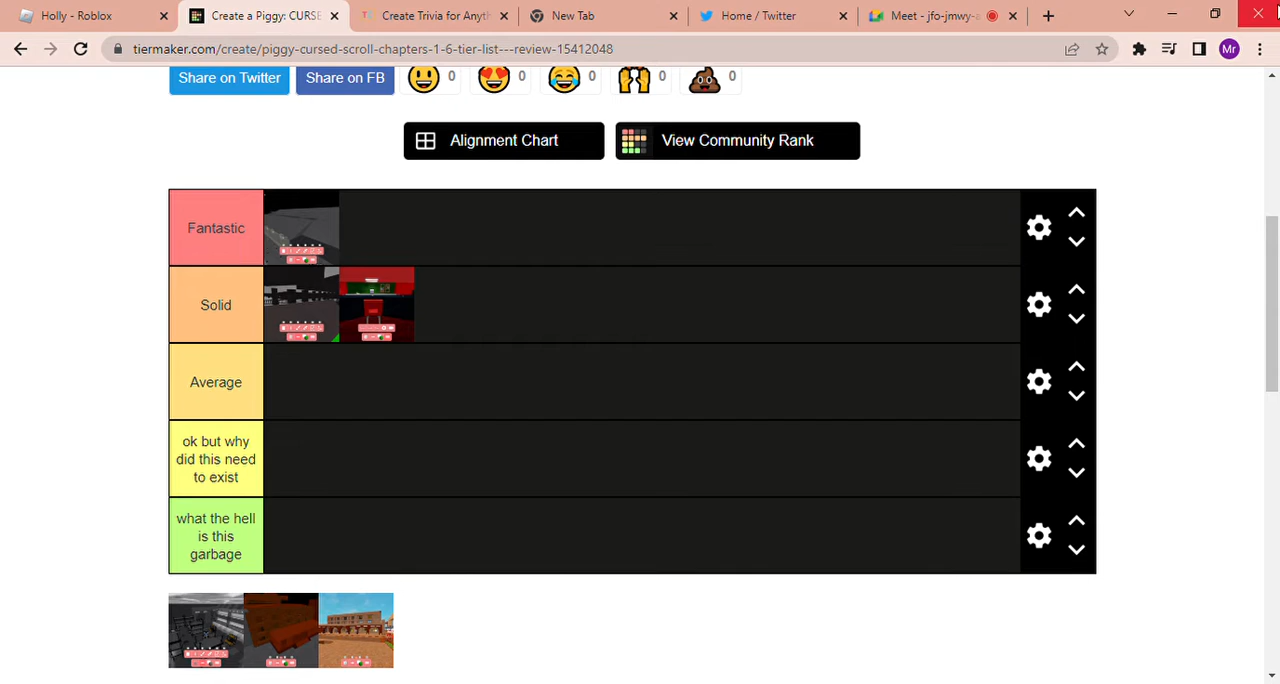 Holly - Roblox
Create a Piggy: CURSE
Create Trivia for Anyth
New Tab
Home / Twitter
Meet - jfo-jmwy-
tiermaker.com/create/piggy-cursed-scroll-chapters-1-6-tier-list---review-15412048
Mr
Share on Twitter
Share on FB
0
0
0
0
0
Alignment Chart
View Community Rank
Fantastic
Solid
Average
ok but why
did this need
to exist
what the hell
is this
garbage